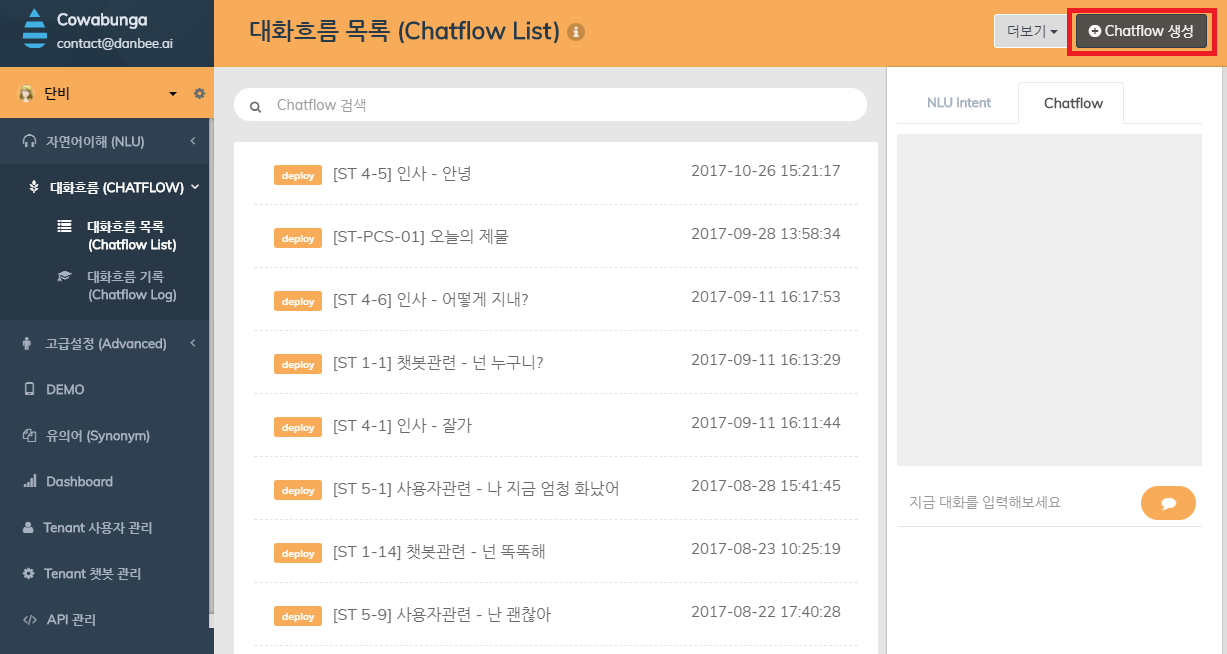 Cowabunga
contact@danbee.ai
단비
자연어이해 (NLU)
대화흐름 (CHATFLOW)
대화흐름 목록
(Chatflow List)
대화흐름 기록
(Chatflow Log)
고급설정 (Advanced)
DEMO
유의어 (Synonym)
Dashboard
Tenant 사용자 관리
Tenant 챗봇 관리
API 관리
대화흐름 목록 (Chatflow List)
더보기
Chatflow 생성
Chatflow 검색
deploy [ST 4-5] 인사 - 안녕 2017-10-26 15:21:17
deploy [ST-PCS-01] 오늘의 제물 2017-09-28 13:58:34
deploy [ST 4-6] 인사 - 어떻게 지내? 2017-09-11 16:17:53
deploy [ST 1-1] 챗봇관련 - 넌 누구니? 2017-09-11 16:13:29
deploy [ST 4-1] 인사 - 잘가 2017-09-11 16:11:44
deploy [ST 5-1] 사용자관련 - 나 지금 엄청 화났어 2017-08-28 15:41:45
deploy [ST 1-14] 챗봇관련 - 넌 똑똑해 2017-08-23 10:25:19
deploy [ST 5-9] 사용자관련 - 난 괜찮아 2017-08-22 17:40:28
NLU Intent
Chatflow
지금 대화를 입력해보세요